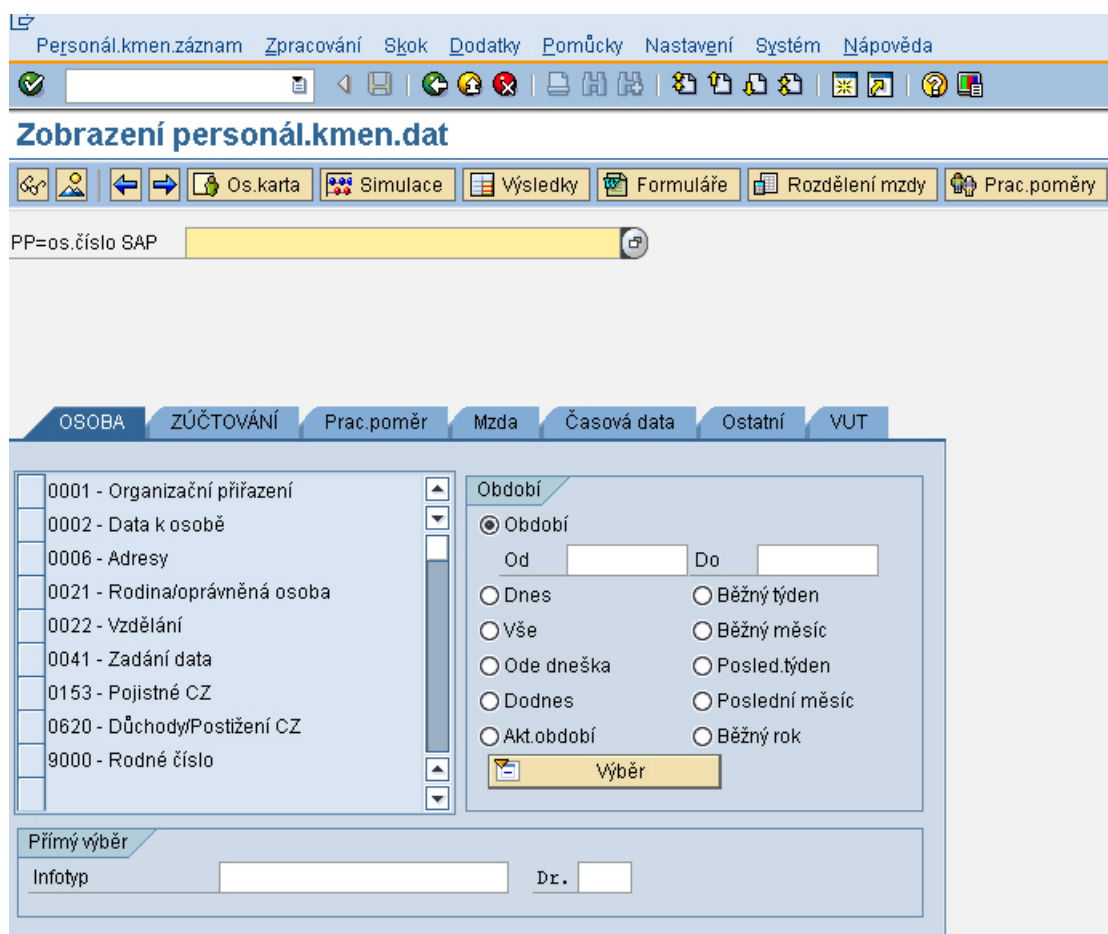 Personál.kmen.záznam Zpracování Skok Dodatky Pomůcky Nastavení Systém Nápověda
Zobrazení personál.kmen.dat
Os.karta Simulace Výsledky Formuláře Rozdělení mzdy Prac.poměry
PP=os.číslo SAP
OSOBA ZÚČTOVÁNÍ Prac.poměr Mzda Časová data Ostatní VUT
0001 - Organizační přiřazení
0002 - Data k osobě
0006 - Adresy
0021 - Rodina/oprávněná osoba
0022 - Vzdělání
0041 - Zadání data
0153 - Pojistné CZ
0620 - Důchody/Postižení CZ
9000 - Rodné číslo
Období
Období
Od Do
Dnes Běžný týden
Vše Běžný měsíc
Ode dneška Posled.týden
Dodnes Poslední měsíc
Akt.období Běžný rok
Výběr
Přímý výběr
Infotyp Dr.